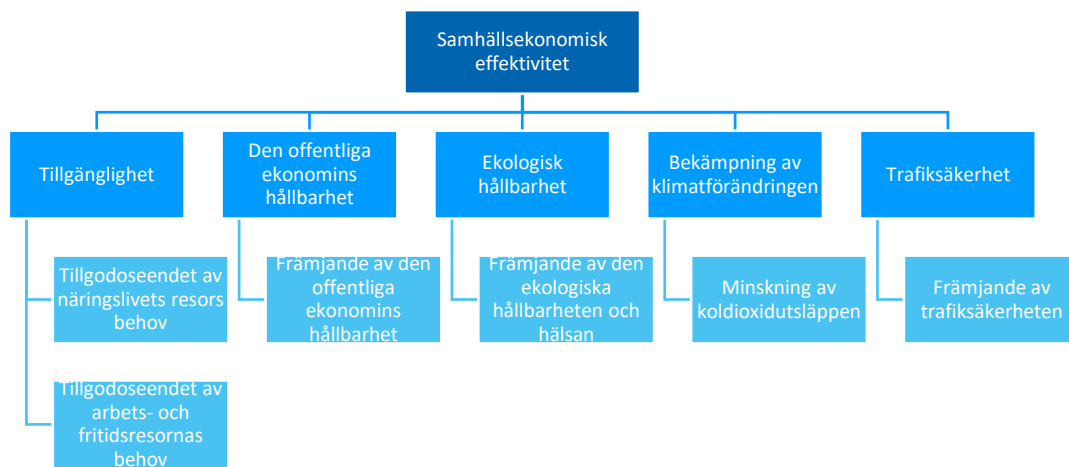 Samhällsekonomisk
effektivitet
Tillgänglighet
Den offentliga
ekonomins
hållbarhet
Ekologisk
hållbarhet
Bekämpning av
klimatförändringen
Trafiksäkerhet
Tillgodoseendet av
näringslivets resors
behov
Främjande av den
offentliga
ekonomins
hållbarhet
Främjande av den
ekologiska
hållbarheten och
hälsan
Minskning av
koldioxidutsläppen
Främjande av
trafiksäkerheten
Tillgodoseendet av
arbets- och
fritidsresornas
behov